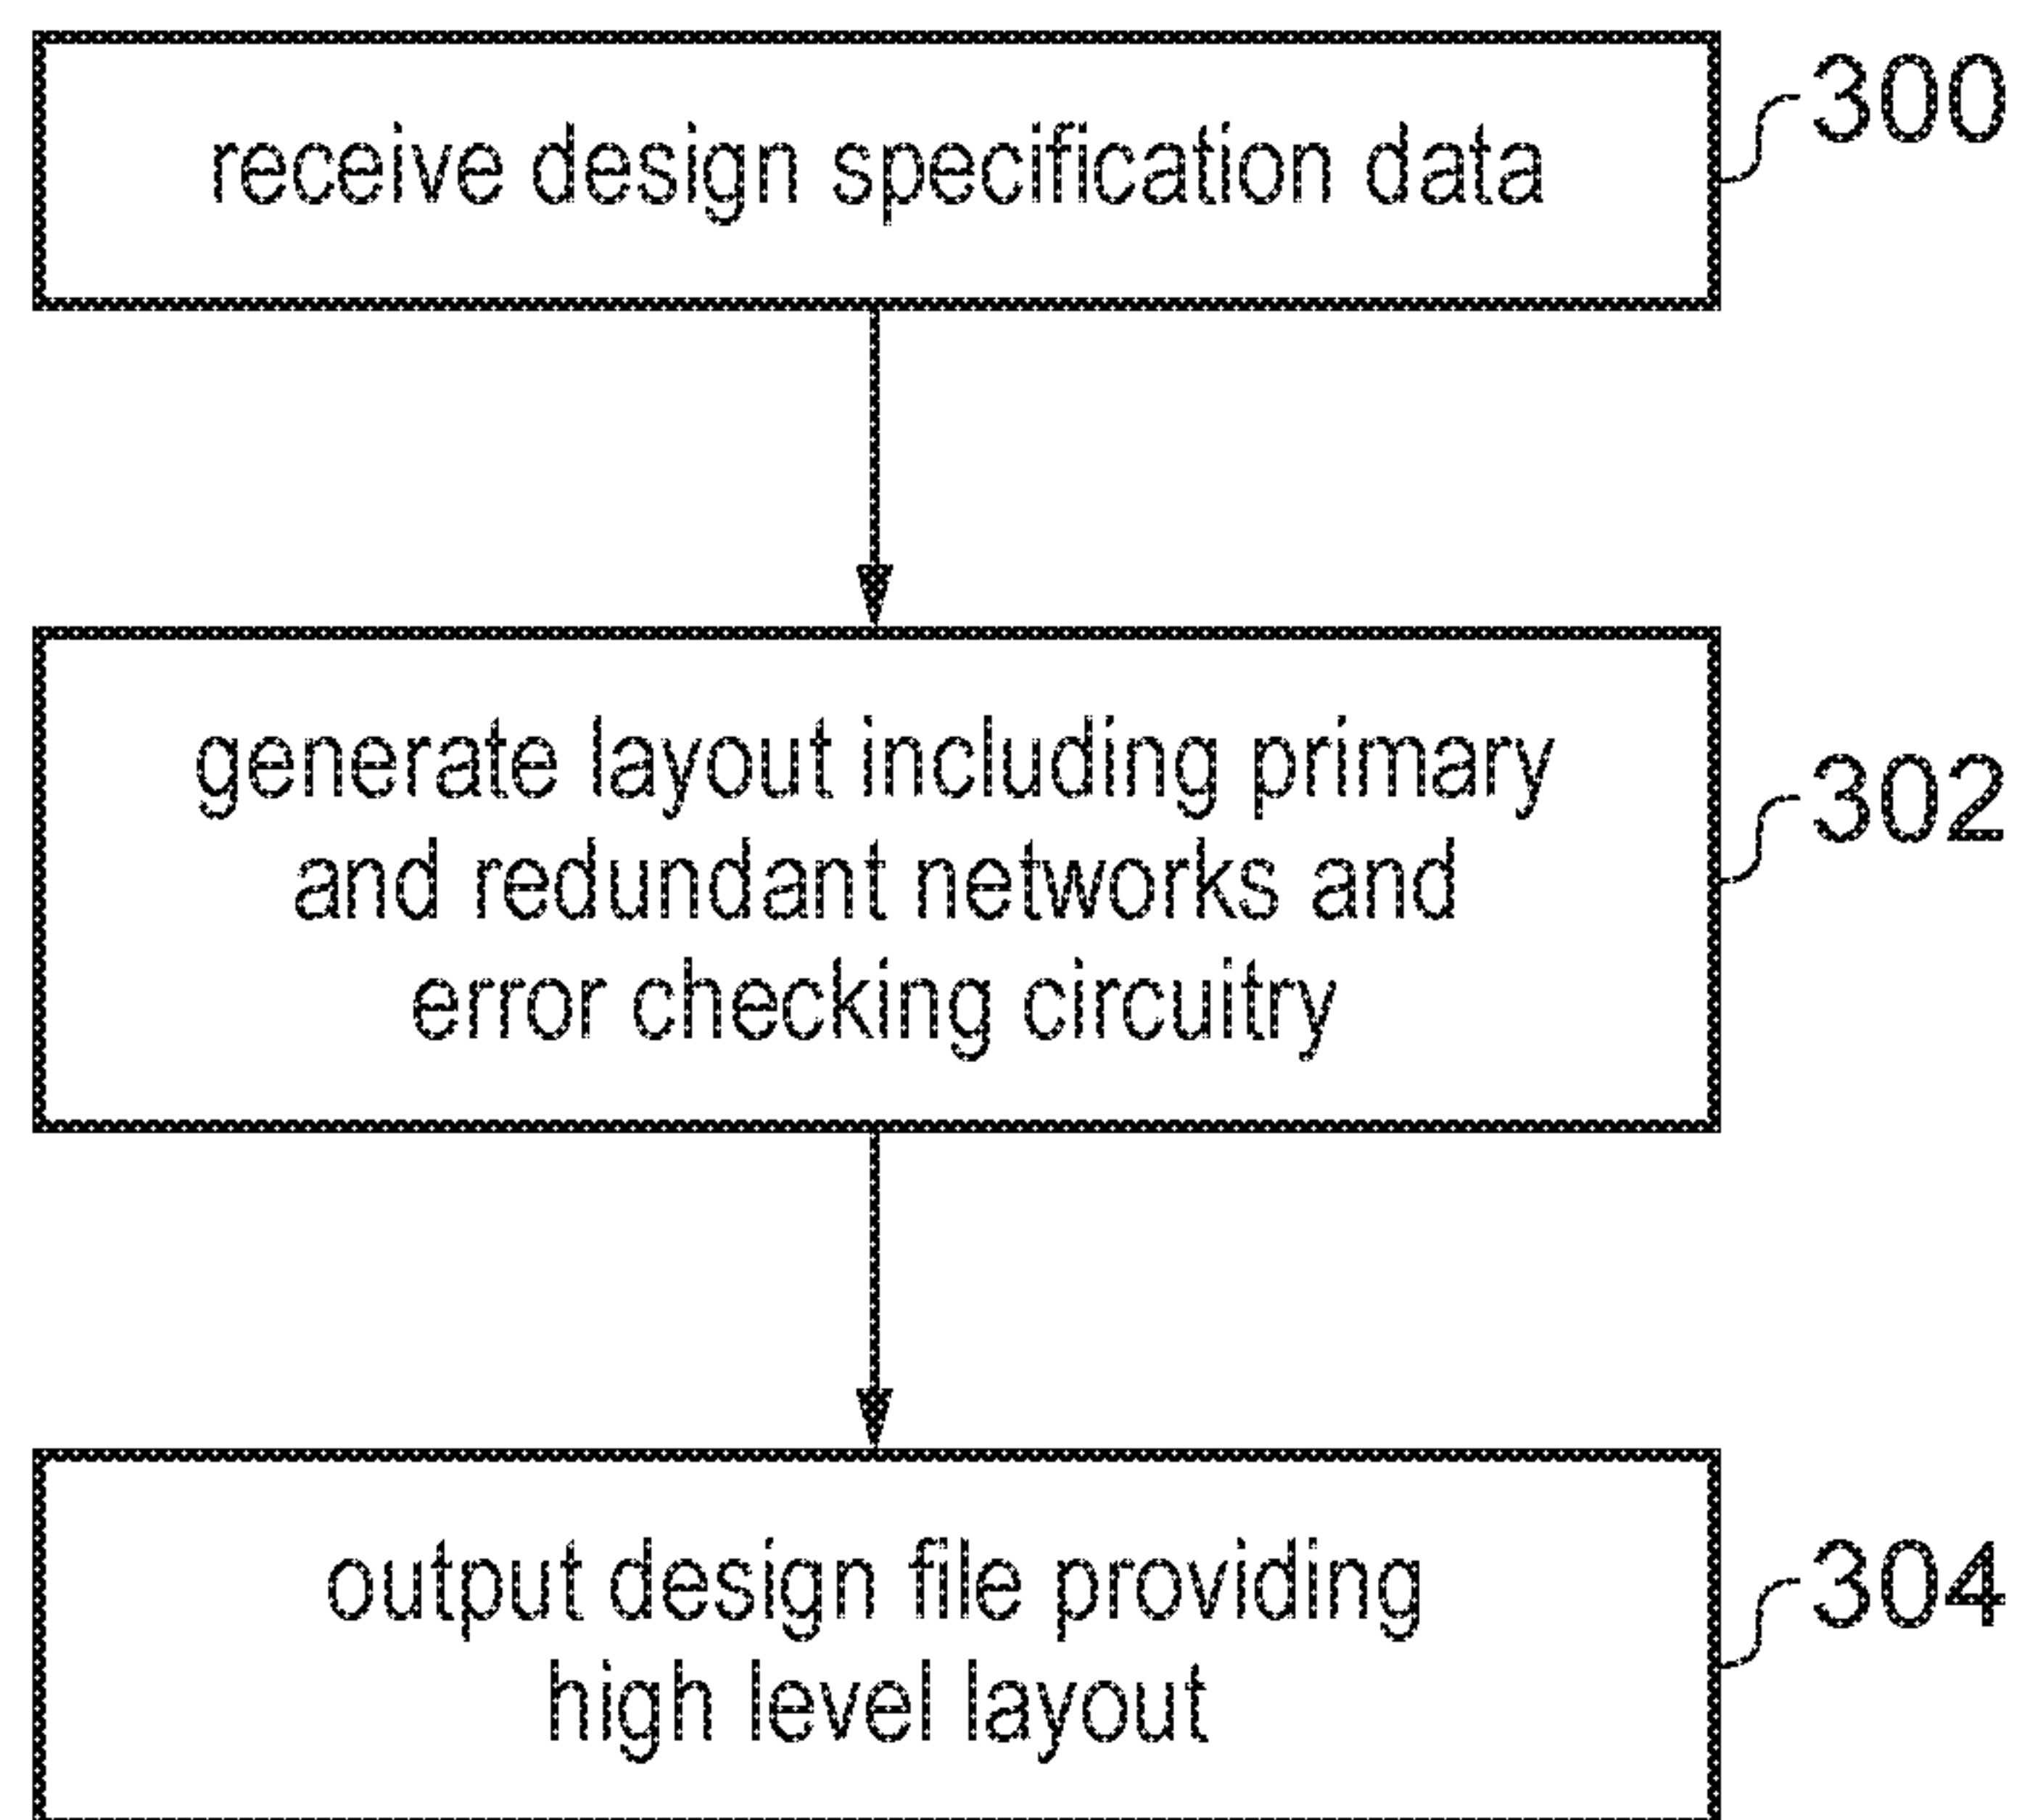 receive design specification data
300
generate layout including primary
and redundant networks and
error checking circuitry
302
output design file providing
high level layout
304